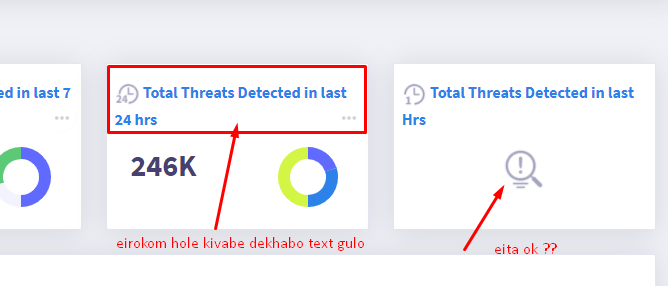 ed in last 7
24 Total Threats Detected in last
24 hrs
246K
1 Total Threats Detected in last
Hrs
eirokom hole kivabe dekhabo text gulo
eita ok ??